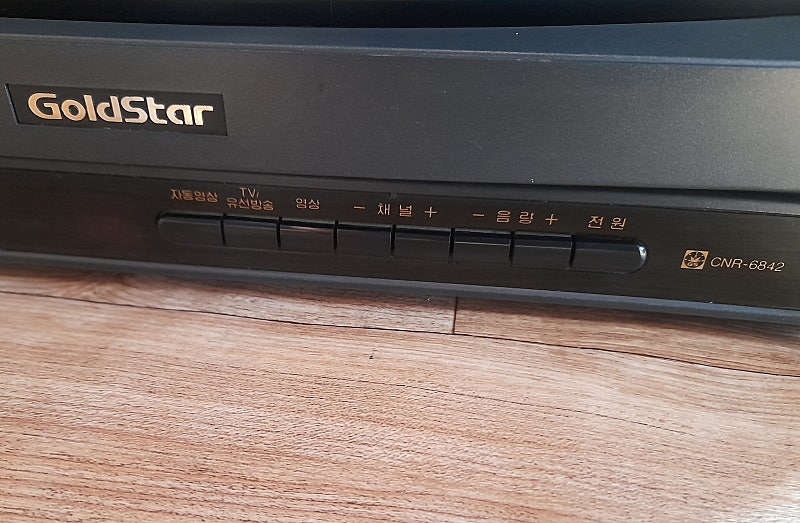 GoldStar
자동영상 TV/유선방송 영상 − 채널 + − 음량 + 전원
GS CNR-6842